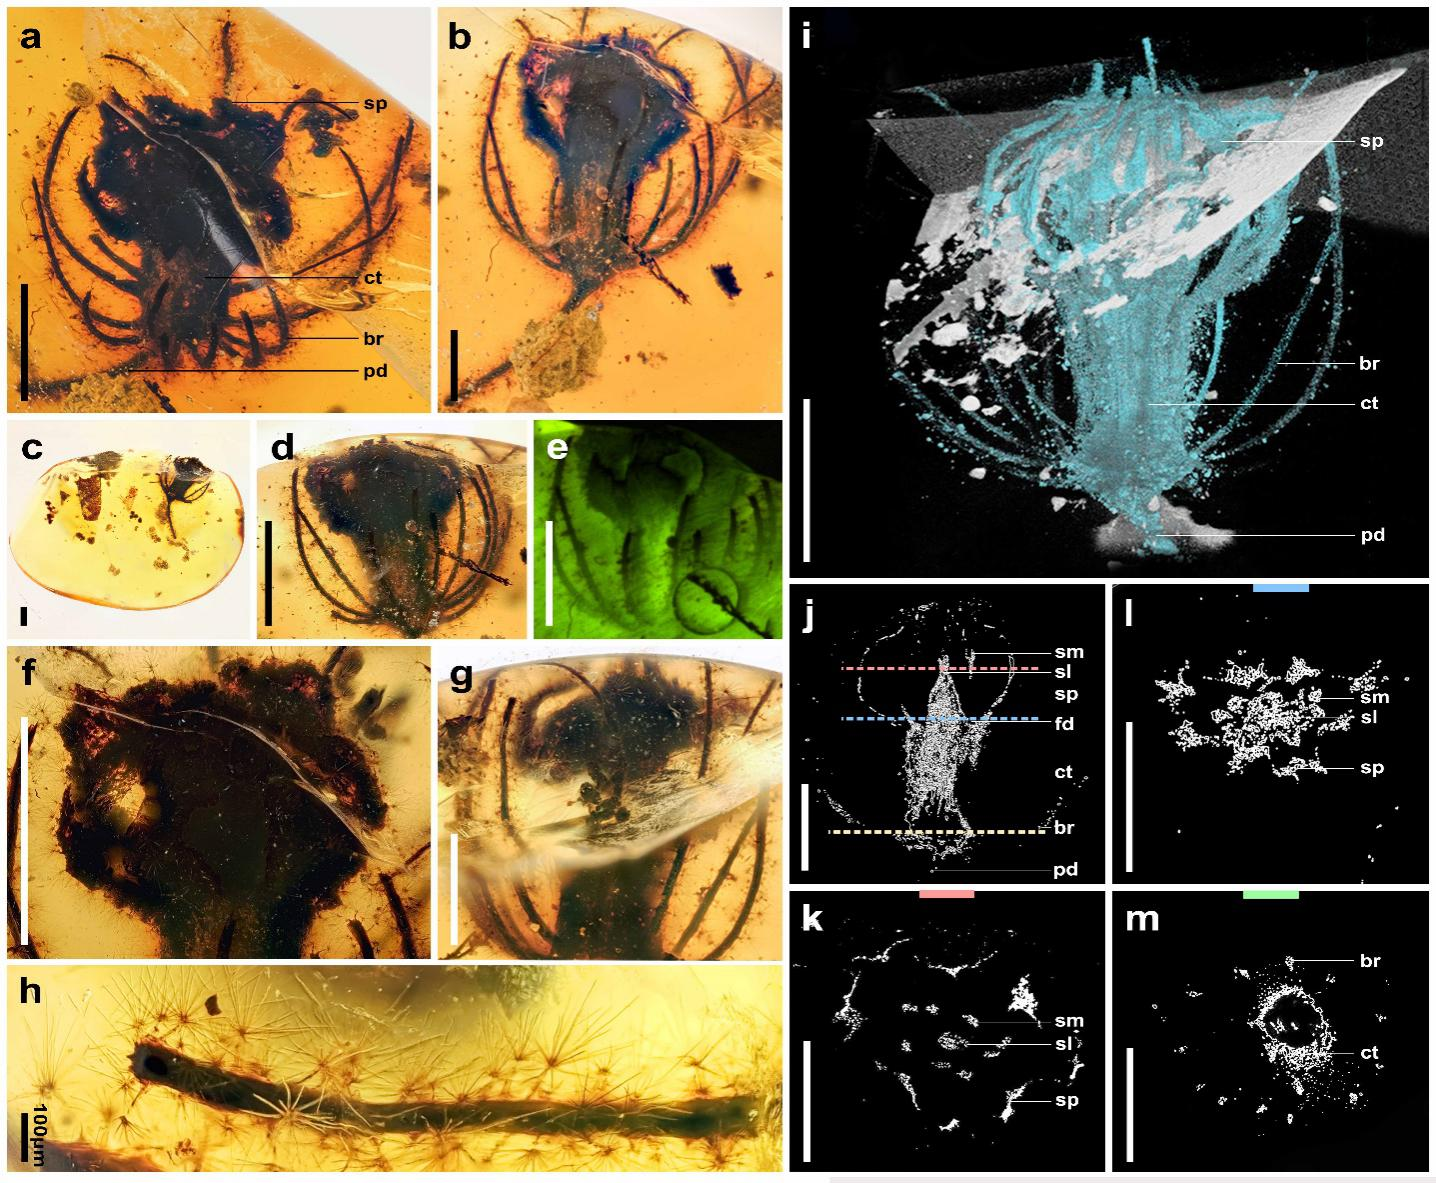 a
sp
ct
br
pd
b
c
d
e
f
g
h
100μm
i
sp
br
ct
pd
j
sm
sl
sp
fd
ct
br
pd
l
sm
sl
sp
k
sm
sl
sp
m
br
ct